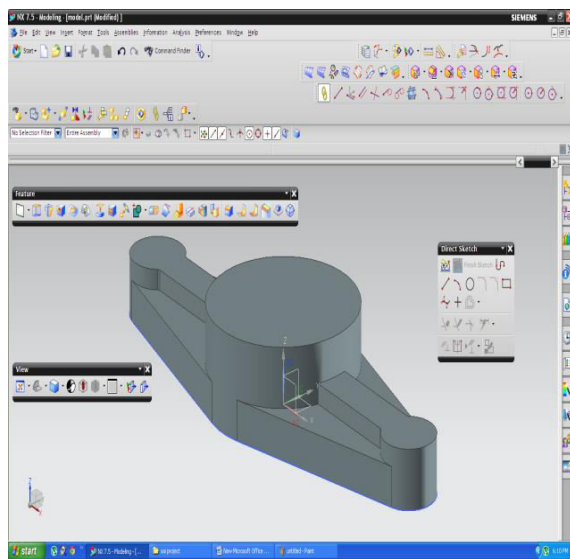 NX 7.5 - Modeling - [model.prt (Modified) ]
SIEMENS
File Edit View Insert Format Tools Assemblies Information Analysis Preferences Window Help
Start
Command Finder
No Selection Filter
Entire Assembly
Feature
Direct Sketch
Finish Sketch
View
Z
start
NX 7.5 - Modeling - [...
New Microsoft Office ...
untitled - Paint